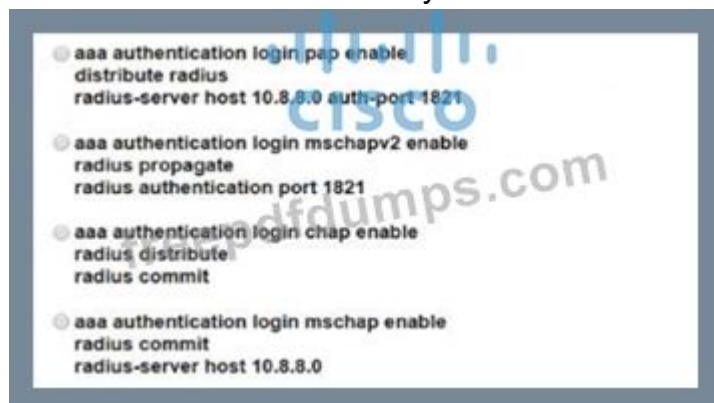 aaa authentication login pap enable
distribute radius
radius-server host 10.8.8.0 auth-port 1821
CISCO
aaa authentication login mschapv2 enable
radius propagate
radius authentication port 1821
freepdfdumps.com
aaa authentication login chap enable
radius distribute
radius commit
aaa authentication login mschap enable
radius commit
radius-server host 10.8.8.0